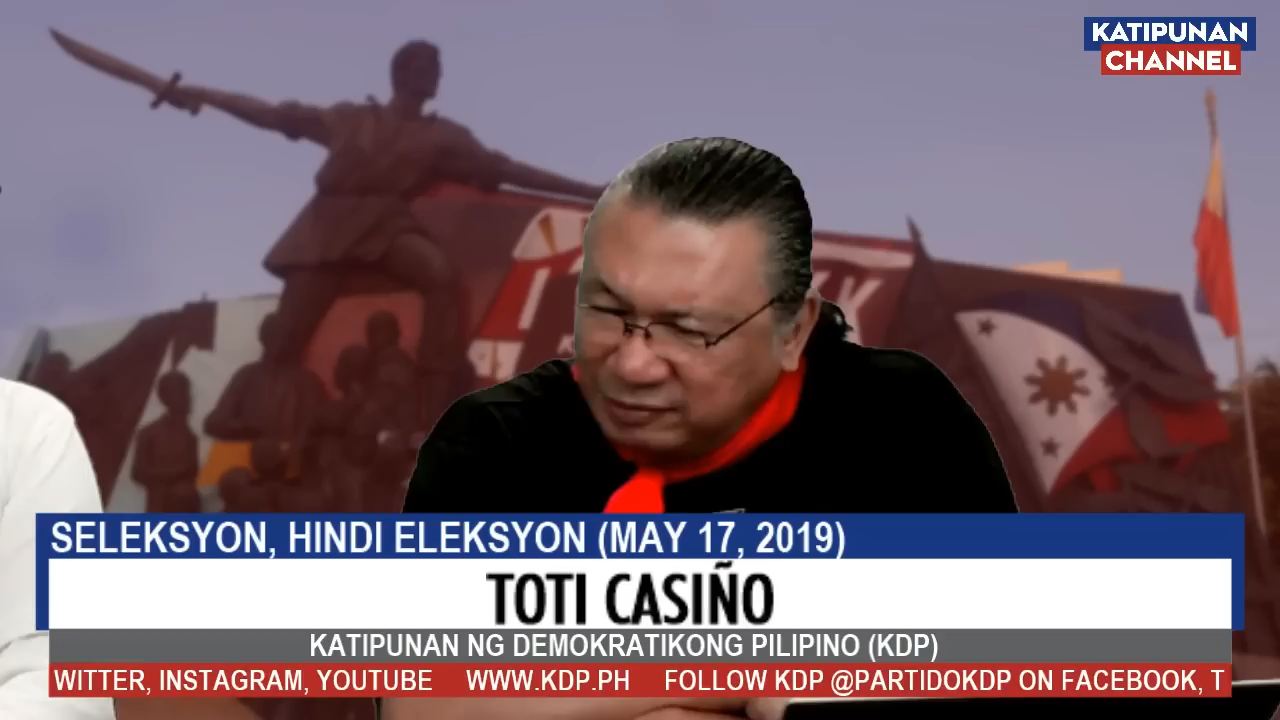 KATIPUNAN
CHANNEL
KK
SELEKSYON, HINDI ELEKSYON (MAY 17, 2019)
TOTI CASIÑO
KATIPUNAN NG DEMOKRATIKONG PILIPINO (KDP)
WITTER, INSTAGRAM, YOUTUBE WWW.KDP.PH FOLLOW KDP @PARTIDOKDP ON FACEBOOK, T